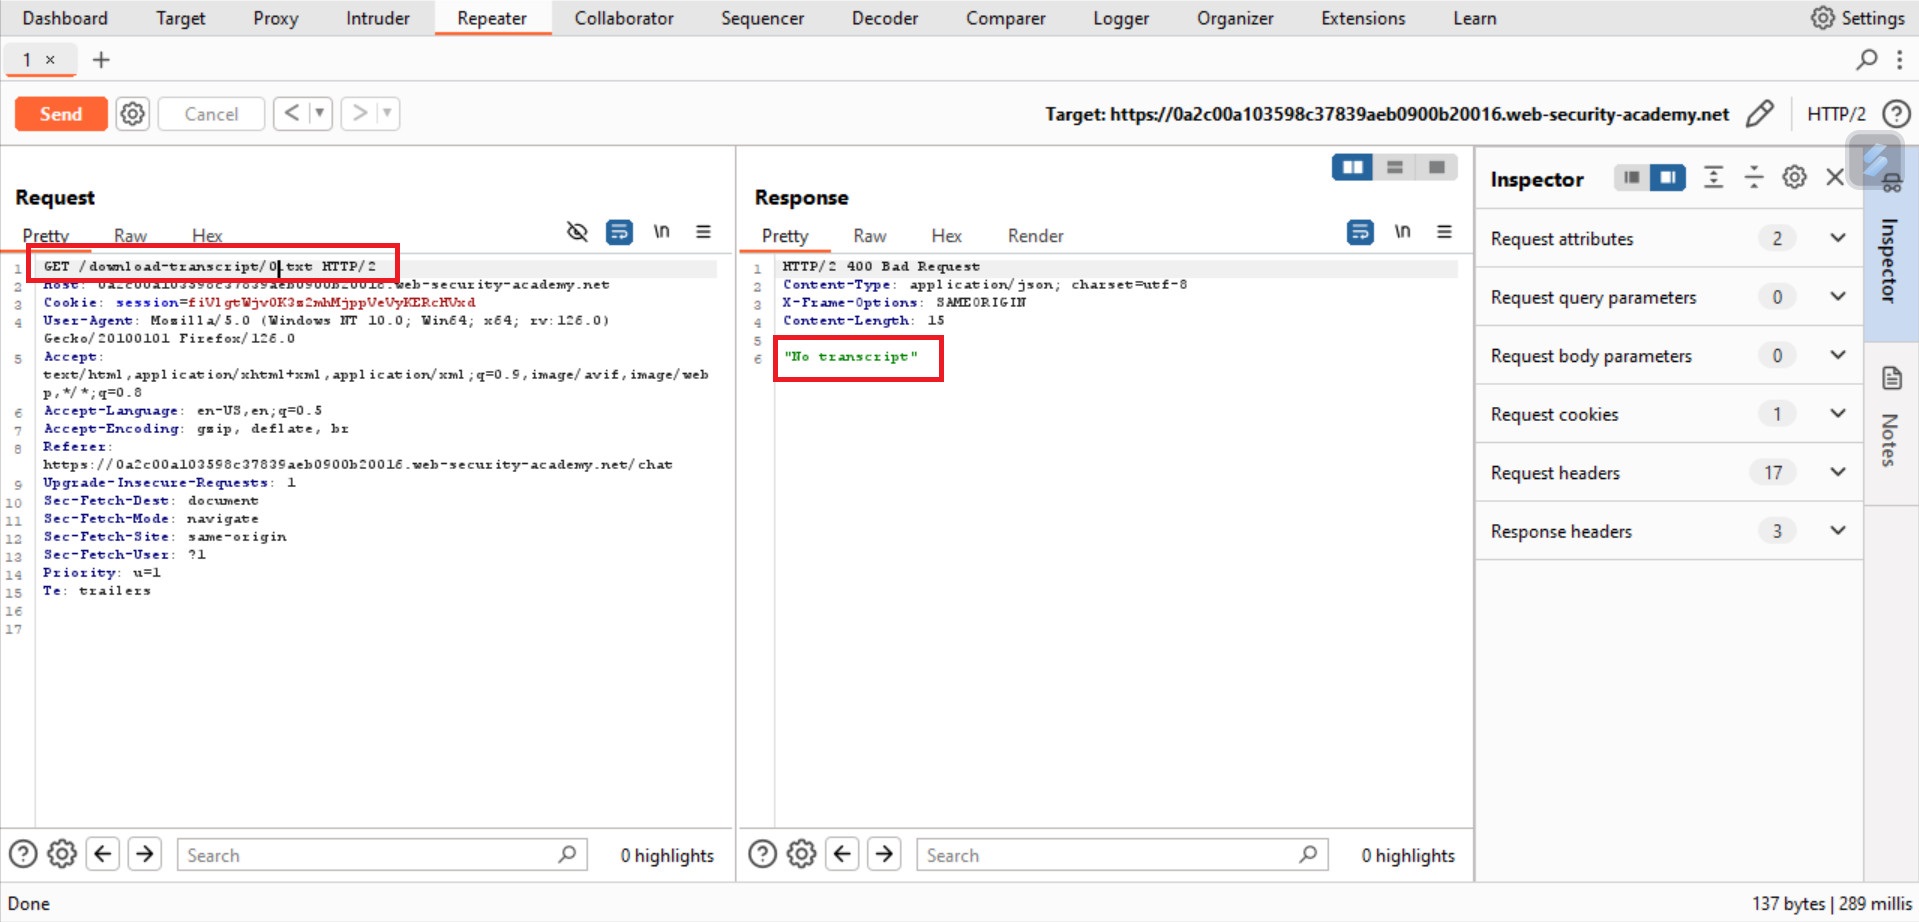 Dashboard Target Proxy Intruder Repeater Collaborator Sequencer Decoder Comparer Logger Organizer Extensions Learn Settings
1 × +
Send Cancel < > Target: https://0a2c00a103598c37839aeb0900b20016.web-security-academy.net HTTP/2
Request
Pretty Raw Hex \n
1 GET /download-transcript/0.txt HTTP/2
2 Host: 0a2c00a103598c37839aeb0900b20016.web-security-academy.net
3 Cookie: session=fiVlgtWjv0K3s2mhMjppVeVyKERcHUxd
4 User-Agent: Mozilla/5.0 (Windows NT 10.0; Win64; x64; rv:126.0)
Gecko/20100101 Firefox/126.0
5 Accept:
text/html,application/xhtml+xml,application/xml;q=0.9,image/avif,image/web
p,*/*;q=0.8
6 Accept-Language: en-US,en;q=0.5
7 Accept-Encoding: gzip, deflate, br
8 Referer:
https://0a2c00a103598c37839aeb0900b20016.web-security-academy.net/chat
9 Upgrade-Insecure-Requests: 1
10 Sec-Fetch-Dest: document
11 Sec-Fetch-Mode: navigate
12 Sec-Fetch-Site: same-origin
13 Sec-Fetch-User: ?1
14 Priority: u=1
15 Te: trailers
16
17
Search 0 highlights
Response
Pretty Raw Hex Render \n
1 HTTP/2 400 Bad Request
2 Content-Type: application/json; charset=utf-8
3 X-Frame-Options: SAMEORIGIN
4 Content-Length: 15
5
6 "No transcript"
Search 0 highlights
Inspector
Request attributes 2
Request query parameters 0
Request body parameters 0
Request cookies 1
Request headers 17
Response headers 3
Inspector
Notes
Done 137 bytes | 289 millis